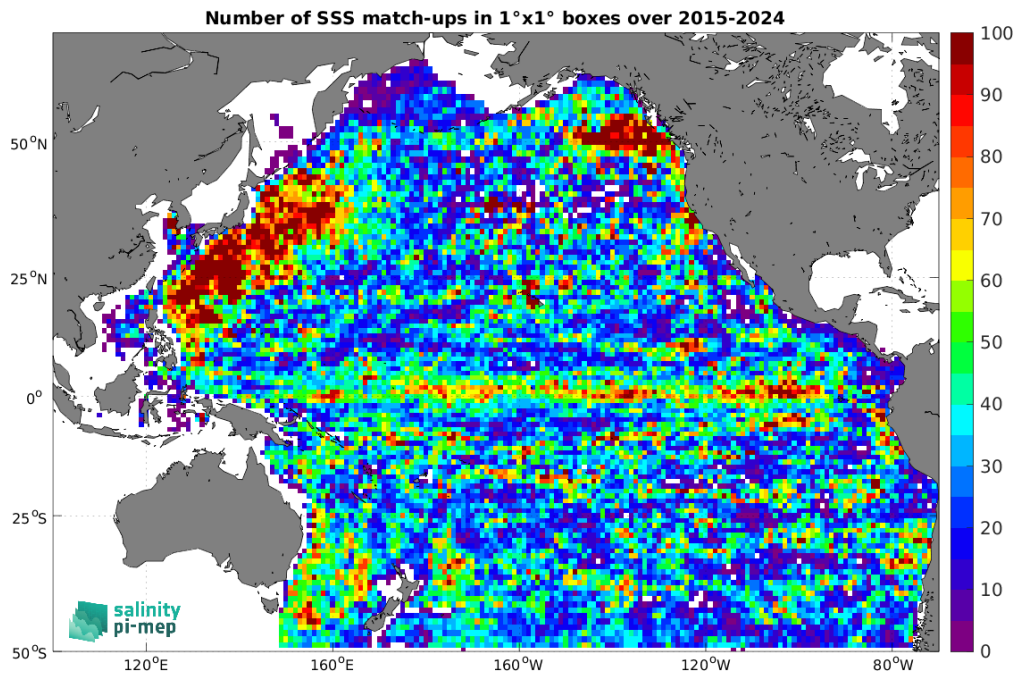 Number of SSS match-ups in 1°x1° boxes over 2015-2024
100
90
80
70
60
50
40
30
20
10
0
50°N
25°N
0°
25°S
50°S
120°E
160°E
160°W
120°W
80°W
salinity
pi-mep